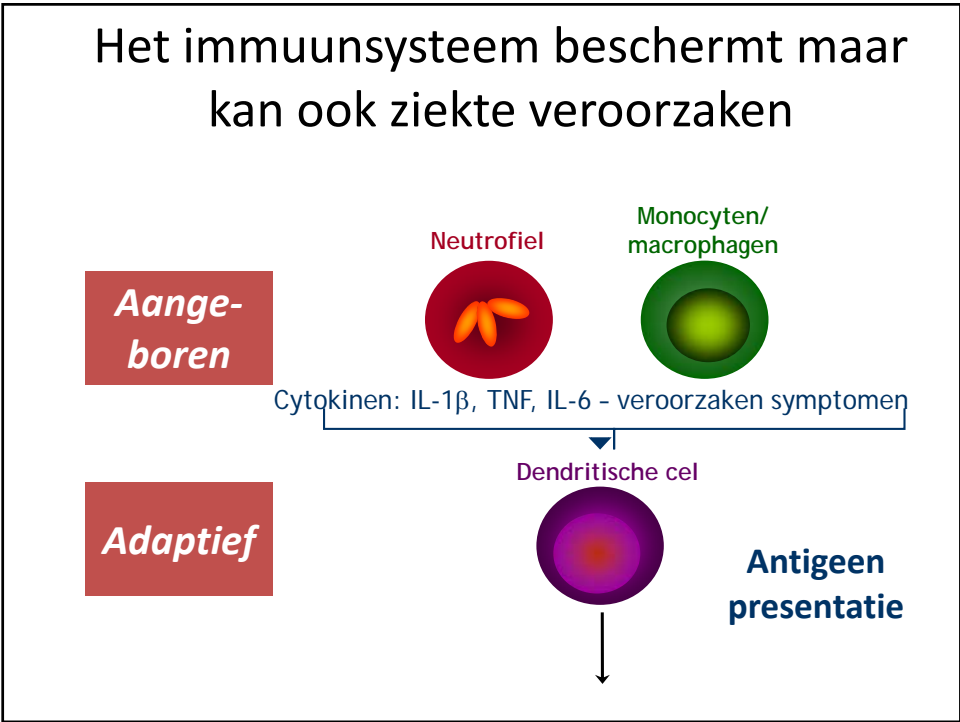 Het immuunsysteem beschermt maar
kan ook ziekte veroorzaken
Neutrofiel
Monocyten/
macrophagen
Aange-
boren
Cytokinen: IL-1β, TNF, IL-6 – veroorzaken symptomen
Dendritische cel
Adaptief
Antigeen
presentatie